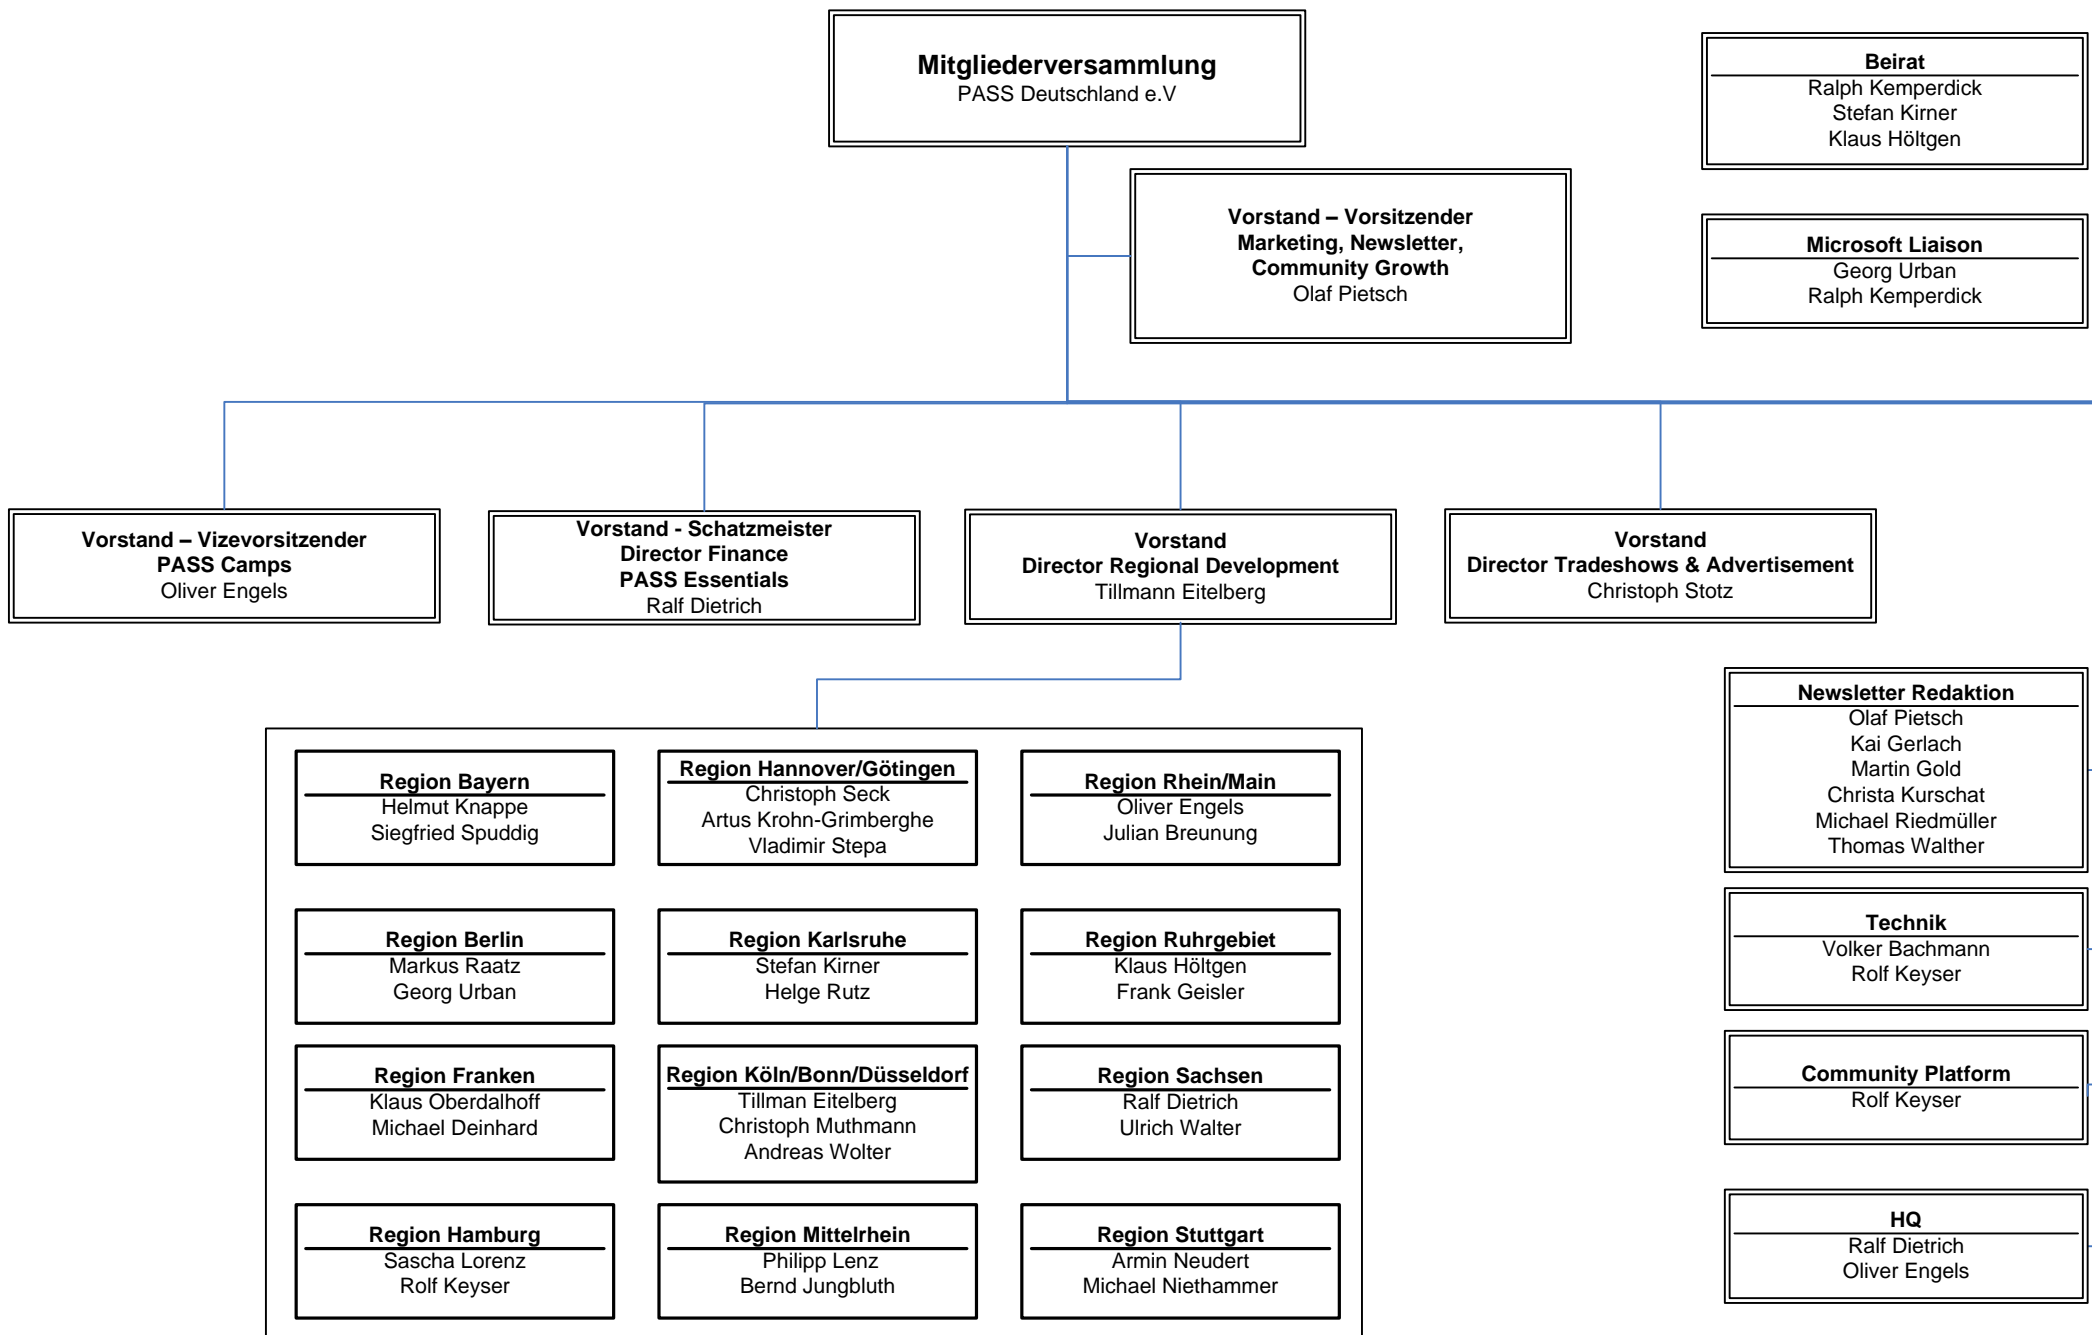 Mitgliederversammlung
PASS Deutschland e.V
Beirat
Ralph Kemperdick
Stefan Kirner
Klaus Höltgen
Vorstand – Vorsitzender
Marketing, Newsletter,
Community Growth
Olaf Pietsch
Microsoft Liaison
Georg Urban
Ralph Kemperdick
Vorstand – Vizevorsitzender
PASS Camps
Oliver Engels
Vorstand - Schatzmeister
Director Finance
PASS Essentials
Ralf Dietrich
Vorstand
Director Regional Development
Tillmann Eitelberg
Vorstand
Director Tradeshows & Advertisement
Christoph Stotz
Region Bayern
Helmut Knappe
Siegfried Spuddig
Region Hannover/Götingen
Christoph Seck
Artus Krohn-Grimberghe
Vladimir Stepa
Region Rhein/Main
Oliver Engels
Julian Breunung
Region Berlin
Markus Raatz
Georg Urban
Region Karlsruhe
Stefan Kirner
Helge Rutz
Region Ruhrgebiet
Klaus Höltgen
Frank Geisler
Region Franken
Klaus Oberdalhoff
Michael Deinhard
Region Köln/Bonn/Düsseldorf
Tillman Eitelberg
Christoph Muthmann
Andreas Wolter
Region Sachsen
Ralf Dietrich
Ulrich Walter
Region Hamburg
Sascha Lorenz
Rolf Keyser
Region Mittelrhein
Philipp Lenz
Bernd Jungbluth
Region Stuttgart
Armin Neudert
Michael Niethammer
Newsletter Redaktion
Olaf Pietsch
Kai Gerlach
Martin Gold
Christa Kurschat
Michael Riedmüller
Thomas Walther
Technik
Volker Bachmann
Rolf Keyser
Community Platform
Rolf Keyser
HQ
Ralf Dietrich
Oliver Engels